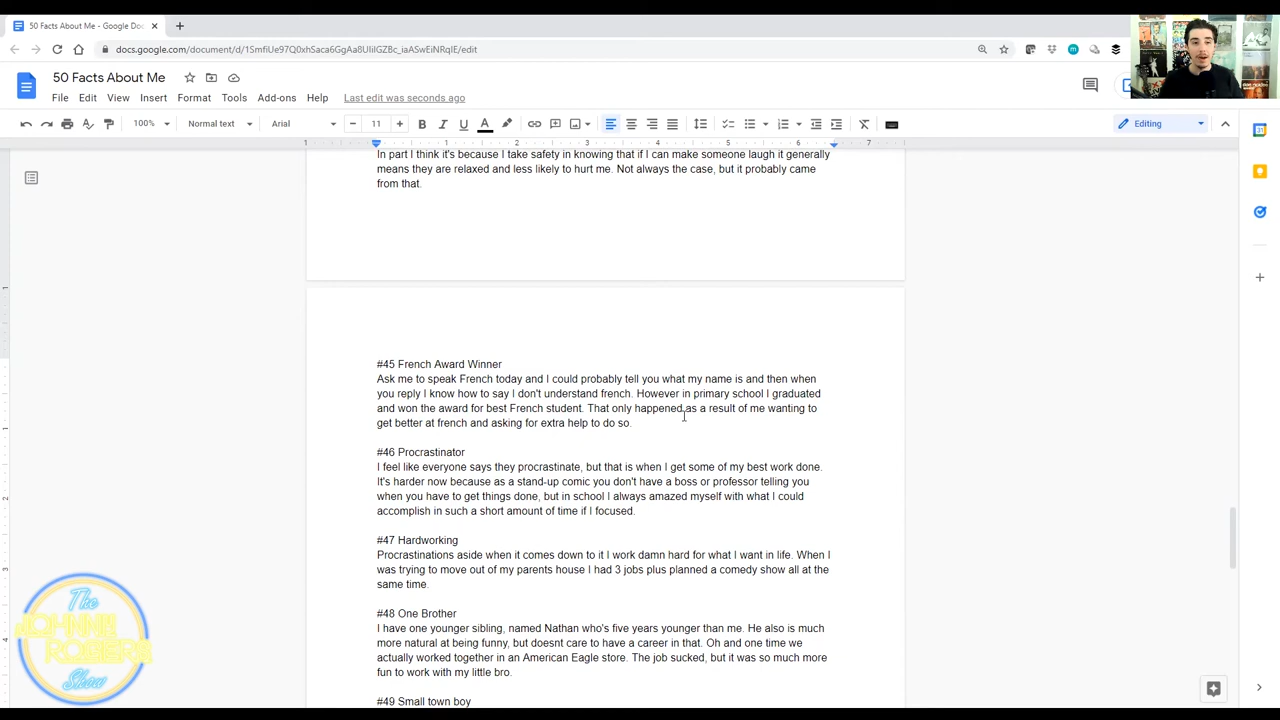 50 Facts About Me - Google Doc
docs.google.com/document/d/1SmfiUe97Q0xhSaca6GgAa8UIiIGZBc_iaASwEiNRqIE/edit
50 Facts About Me
File Edit View Insert Format Tools Add-ons Help Last edit was seconds ago
100% Normal text Arial 11 Editing
1 1 2 3 4 5 6 7
In part I think it's because I take safety in knowing that if I can make someone laugh it generally
means they are relaxed and less likely to hurt me. Not always the case, but it probably came
from that.
#45 French Award Winner
Ask me to speak French today and I could probably tell you what my name is and then when
you reply I know how to say I don't understand french. However in primary school I graduated
and won the award for best French student. That only happened as a result of me wanting to
get better at french and asking for extra help to do so.
#46 Procrastinator
I feel like everyone says they procrastinate, but that is when I get some of my best work done.
It's harder now because as a stand-up comic you don't have a boss or professor telling you
when you have to get things done, but in school I always amazed myself with what I could
accomplish in such a short amount of time if I focused.
#47 Hardworking
Procrastinations aside when it comes down to it I work damn hard for what I want in life. When I
was trying to move out of my parents house I had 3 jobs plus planned a comedy show all at the
same time.
#48 One Brother
I have one younger sibling, named Nathan who's five years younger than me. He also is much
more natural at being funny, but doesnt care to have a career in that. Oh and one time we
actually worked together in an American Eagle store. The job sucked, but it was so much more
fun to work with my little bro.
#49 Small town boy
The
Show